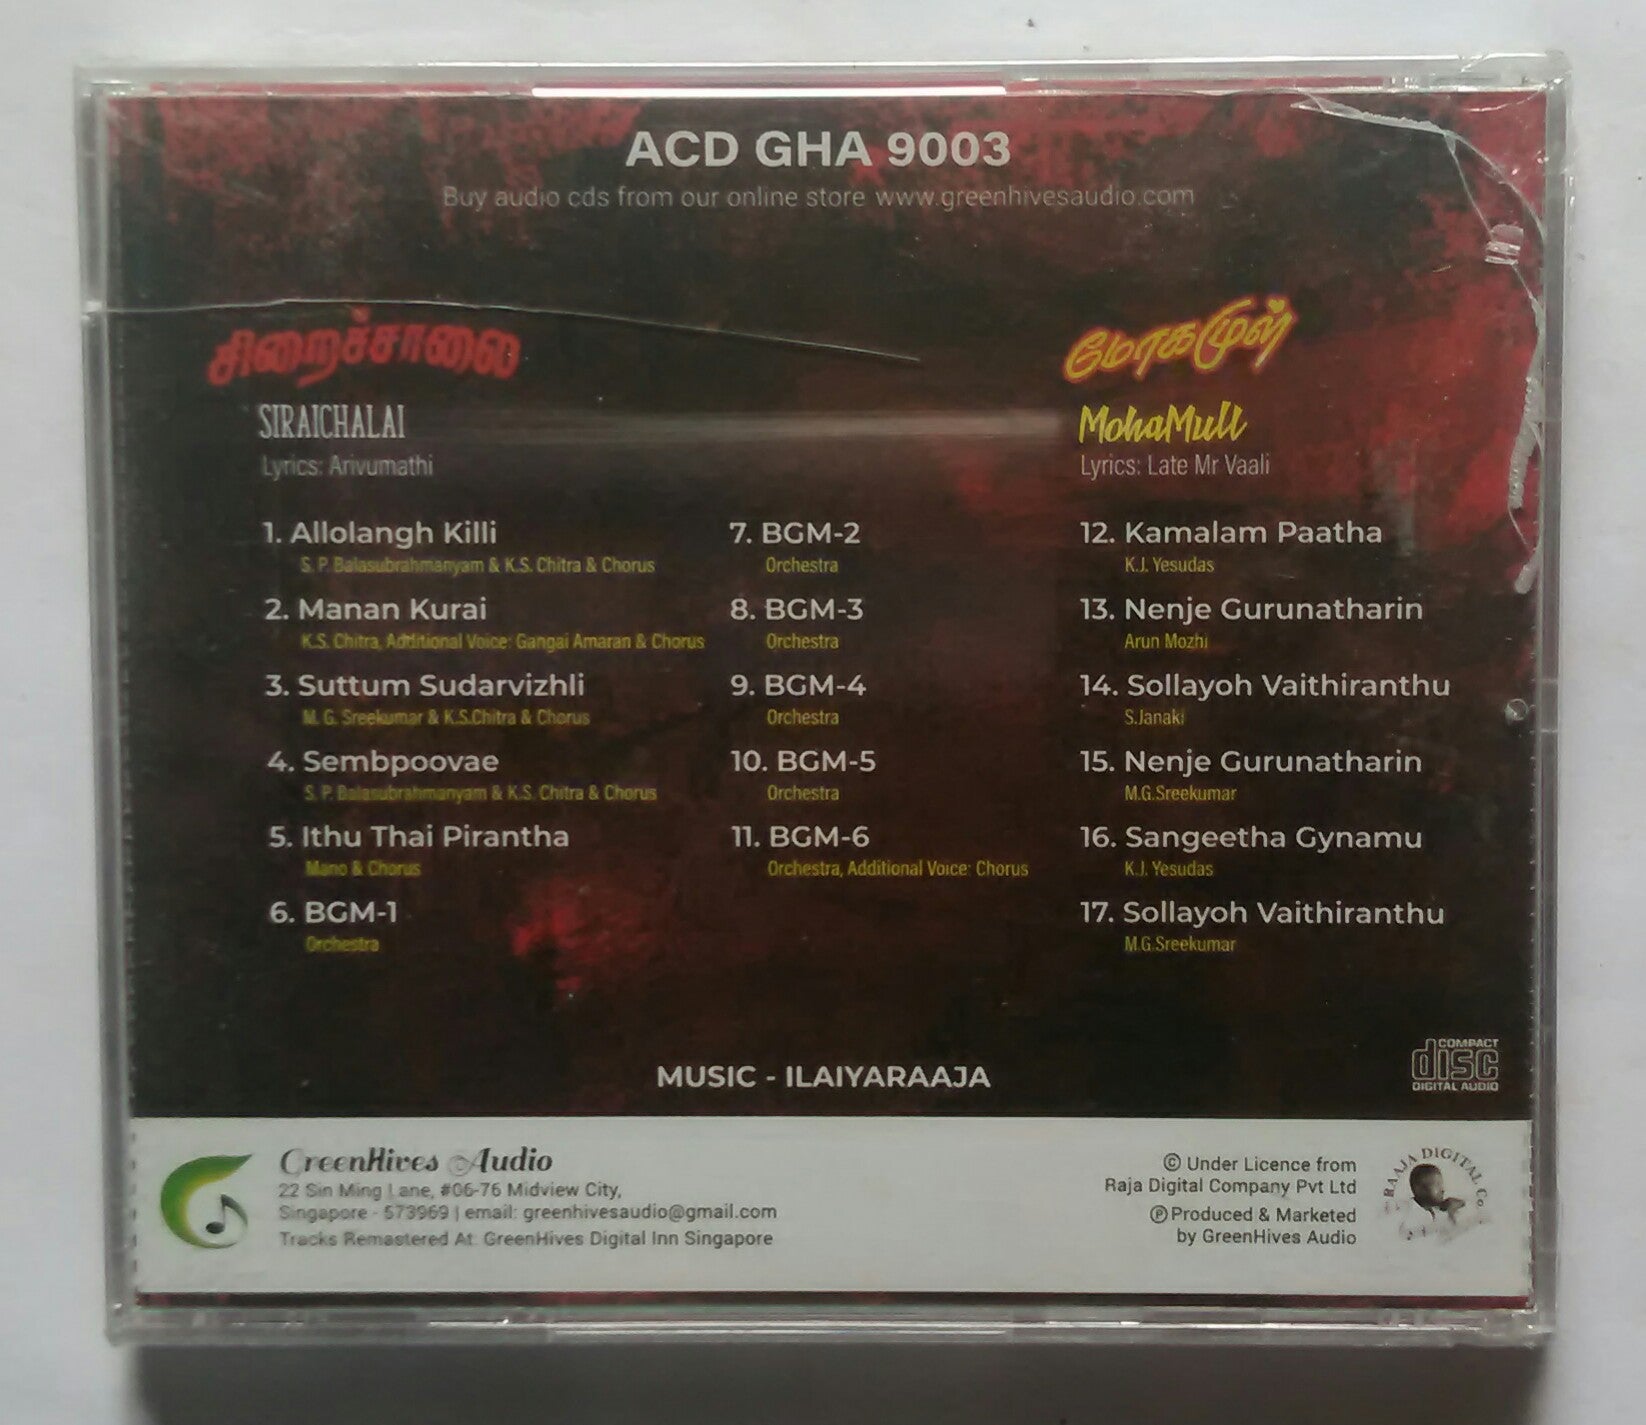 ACD GHA 9003
Buy audio cds from our online store www.greenhivesaudio.com
சிறைச்சாலை
SIRAICHALAI
Lyrics: Arivumathi
1. Allolangh Killi
S. P. Balasubrahmanyam & K.S. Chitra & Chorus
2. Manan Kurai
K.S. Chitra, Additional Voice: Gangai Amaran & Chorus
3. Suttum Sudarvizhli
M. G. Sreekumar & K.S.Chitra & Chorus
4. Sembpoovae
S. P. Balasubrahmanyam & K.S. Chitra & Chorus
5. Ithu Thai Pirantha
Mano & Chorus
6. BGM-1
Orchestra
7. BGM-2
Orchestra
8. BGM-3
Orchestra
9. BGM-4
Orchestra
10. BGM-5
Orchestra
11. BGM-6
Orchestra, Additional Voice: Chorus
மோகமுள்
MohaMull
Lyrics: Late Mr Vaali
12. Kamalam Paatha
K.J. Yesudas
13. Nenje Gurunatharin
Arun Mozhi
14. Sollayoh Vaithiranthu
S.Janaki
15. Nenje Gurunatharin
M.G.Sreekumar
16. Sangeetha Gynamu
K.J. Yesudas
17. Sollayoh Vaithiranthu
M.G.Sreekumar
MUSIC - ILAIYARAAJA
COMPACT
disc
DIGITAL AUDIO
GreenHives Audio
22 Sin Ming Lane, #06-76 Midview City,
Singapore - 573969 | email: greenhivesaudio@gmail.com
Tracks Remastered At: GreenHives Digital Inn Singapore
© Under Licence from
Raja Digital Company Pvt Ltd
℗ Produced & Marketed
by GreenHives Audio
RAAJA DIGITAL Co